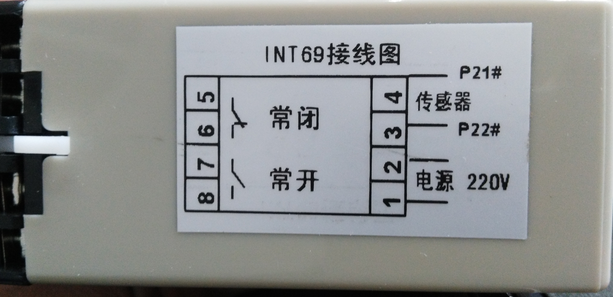 INT69接线图
5 4 P21#
传感器
6 常闭 3 P22#
7 2
常开 电源 220V
8 1